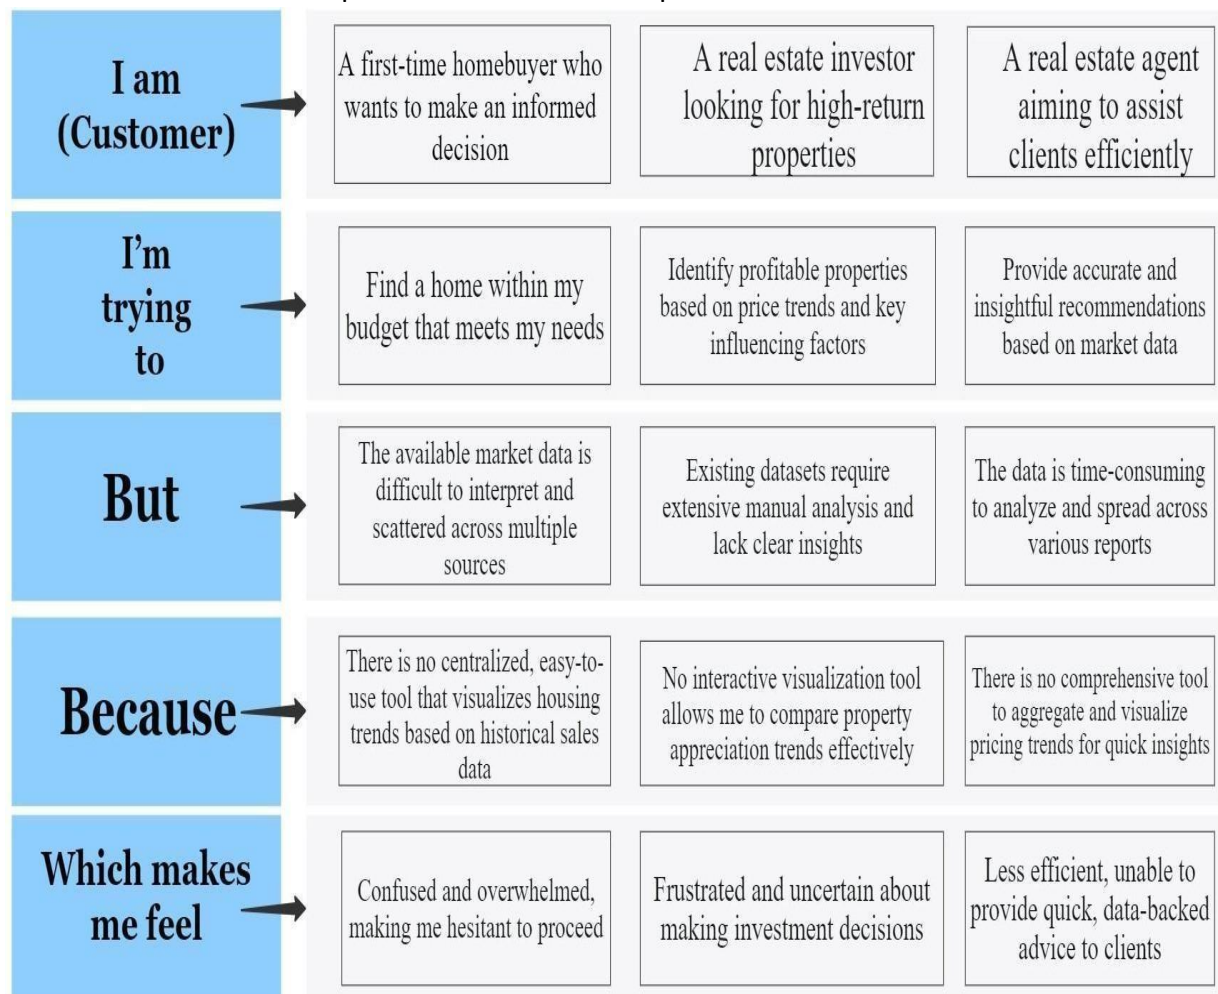 I am
(Customer)
A first-time homebuyer who
wants to make an informed
decision
A real estate investor
looking for high-return
properties
A real estate agent
aiming to assist
clients efficiently
I’m
trying
to
Find a home within my
budget that meets my needs
Identify profitable properties
based on price trends and key
influencing factors
Provide accurate and
insightful recommendations
based on market data
But
The available market data is
difficult to interpret and
scattered across multiple
sources
Existing datasets require
extensive manual analysis and
lack clear insights
The data is time-consuming
to analyze and spread across
various reports
Because
There is no centralized, easy-to-
use tool that visualizes housing
trends based on historical sales
data
No interactive visualization tool
allows me to compare property
appreciation trends effectively
There is no comprehensive tool
to aggregate and visualize
pricing trends for quick insights
Which makes
me feel
Confused and overwhelmed,
making me hesitant to proceed
Frustrated and uncertain about
making investment decisions
Less efficient, unable to
provide quick, data-backed
advice to clients